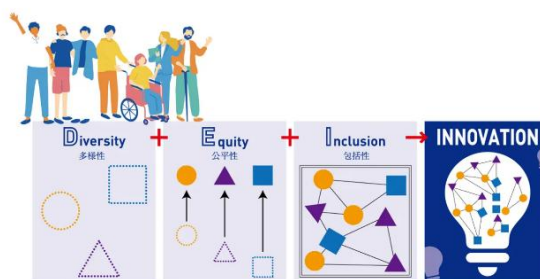 Diversity + Equity + Inclusion → INNOVATION
多様性 公平性 包括性